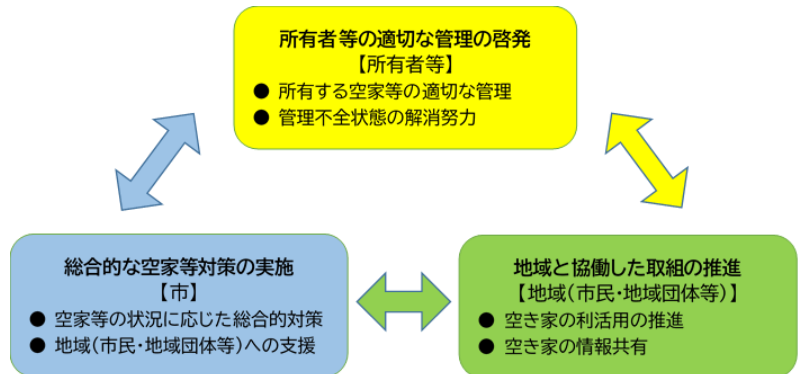 所有者等の適切な管理の啓発
【所有者等】
● 所有する空家等の適切な管理
● 管理不全状態の解消努力
総合的な空家等対策の実施
【市】
● 空家等の状況に応じた総合的対策
● 地域(市民・地域団体等)への支援
地域と協働した取組の推進
【地域(市民・地域団体等)】
● 空き家の利活用の推進
● 空き家の情報共有